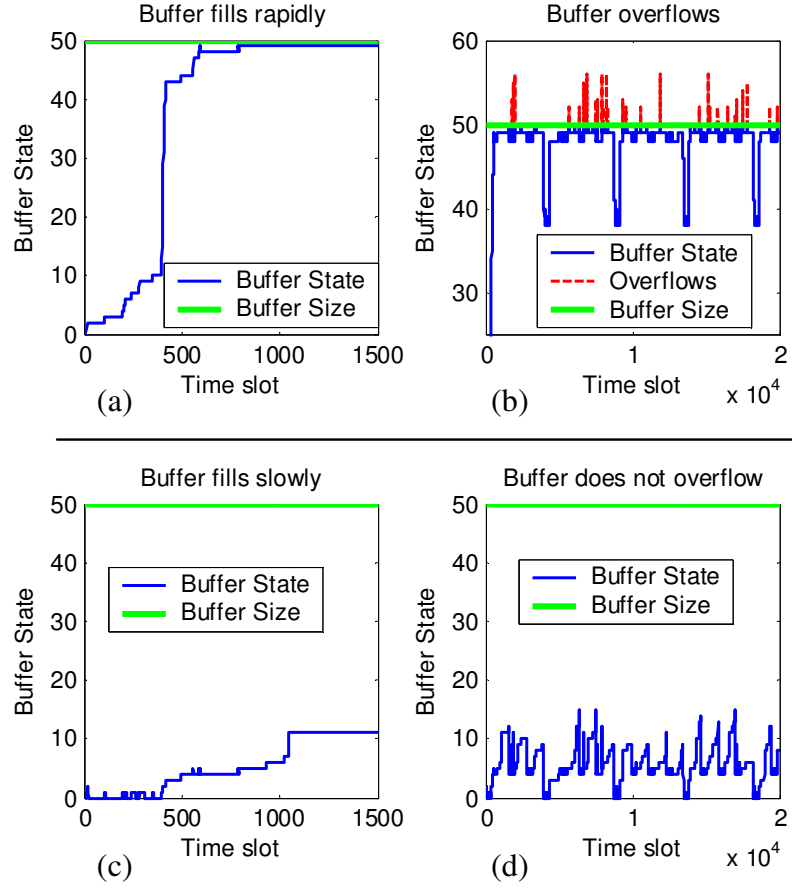 Buffer fills rapidly
50
40
30
20
10
0
Buffer State
Buffer State
Buffer Size
0 500 1000 1500
Time slot
(a)
Buffer overflows
60
50
40
30
Buffer State
Buffer State
Overflows
Buffer Size
0 1 2
Time slot
x 10^4
(b)
Buffer fills slowly
50
40
30
20
10
0
Buffer State
Buffer State
Buffer Size
0 500 1000 1500
Time slot
(c)
Buffer does not overflow
50
40
30
20
10
0
Buffer State
Buffer State
Buffer Size
0 1 2
Time slot
x 10^4
(d)